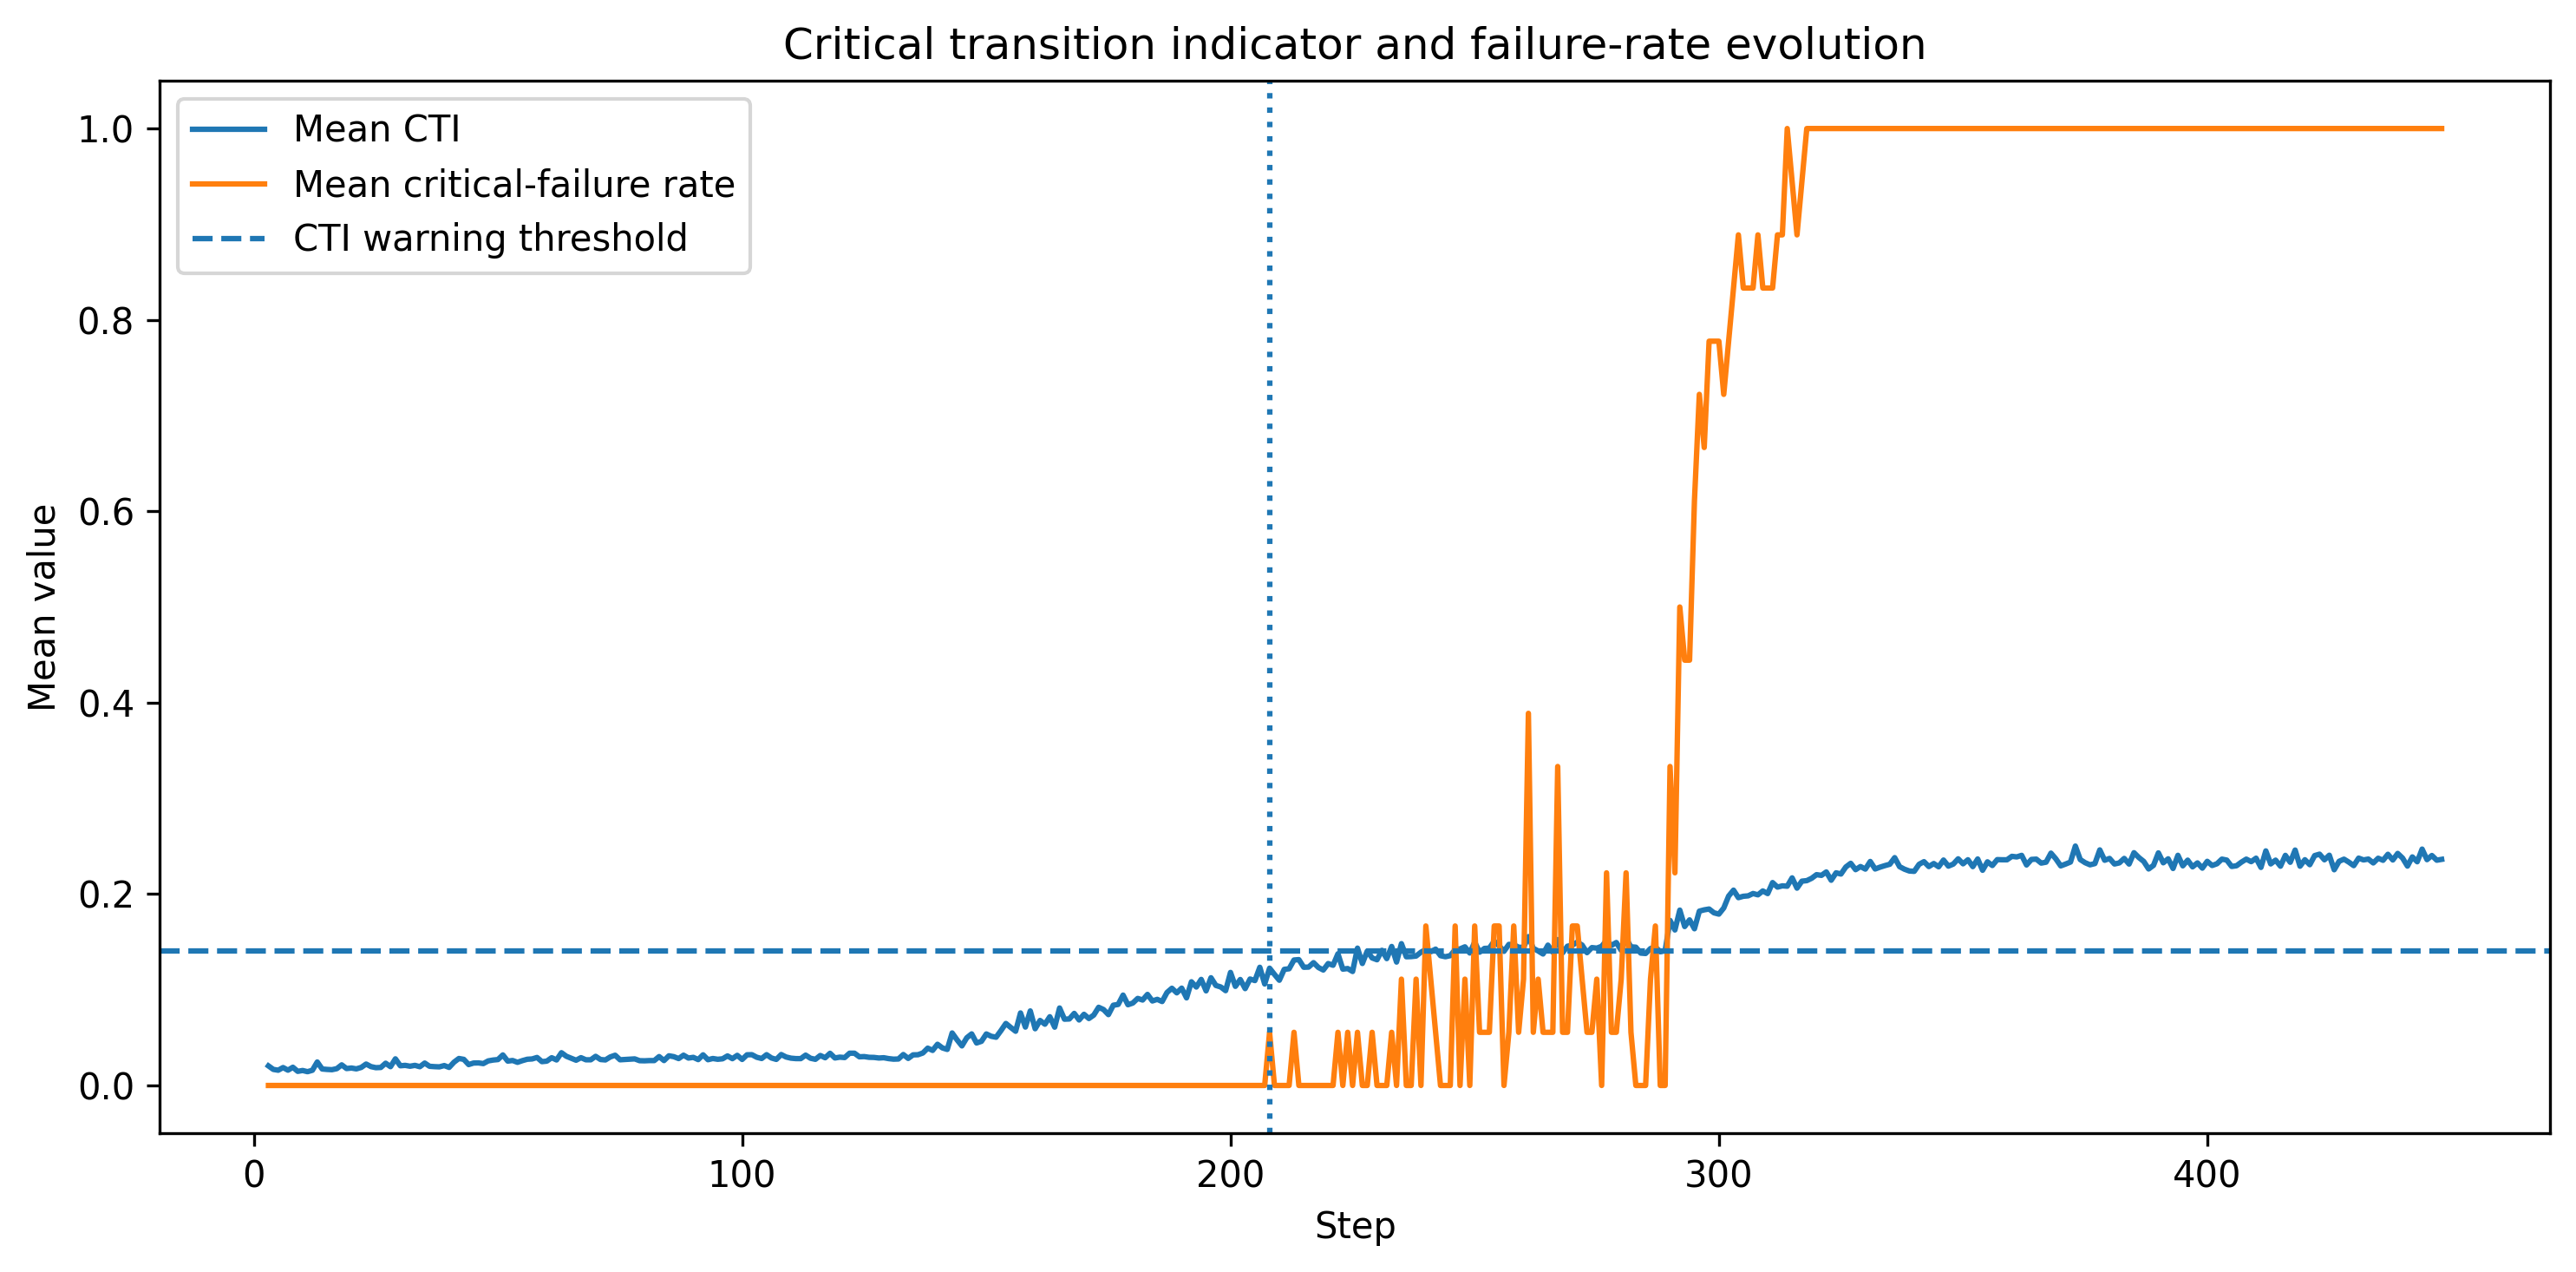 Critical transition indicator and failure-rate evolution
Mean CTI
Mean critical-failure rate
CTI warning threshold
1.0
0.8
0.6
0.4
0.2
0.0
Mean value
0 100 200 300 400
Step